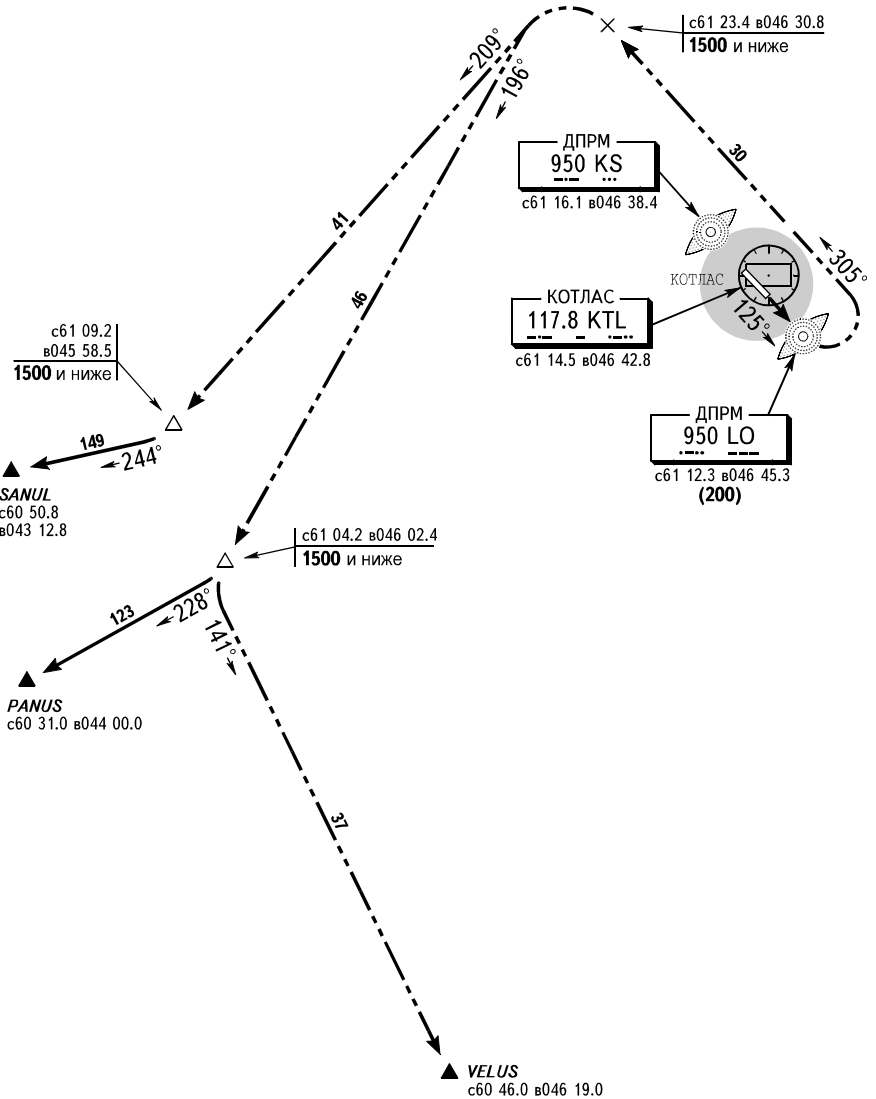 с61 23.4 в046 30.8
1500 и ниже
←209°
←196°
ДПРМ
950 KS
с61 16.1 в046 38.4
30
←305°
41
46
КОТЛАС
КОТЛАС
117.8 KTL
с61 14.5 в046 42.8
125°→
с61 09.2
в045 58.5
1500 и ниже
ДПРМ
950 LO
с61 12.3 в046 45.3
(200)
149
←244°
SANUL
с60 50.8
в043 12.8
с61 04.2 в046 02.4
1500 и ниже
123
←228°
141°→
PANUS
с60 31.0 в044 00.0
37
VELUS
с60 46.0 в046 19.0